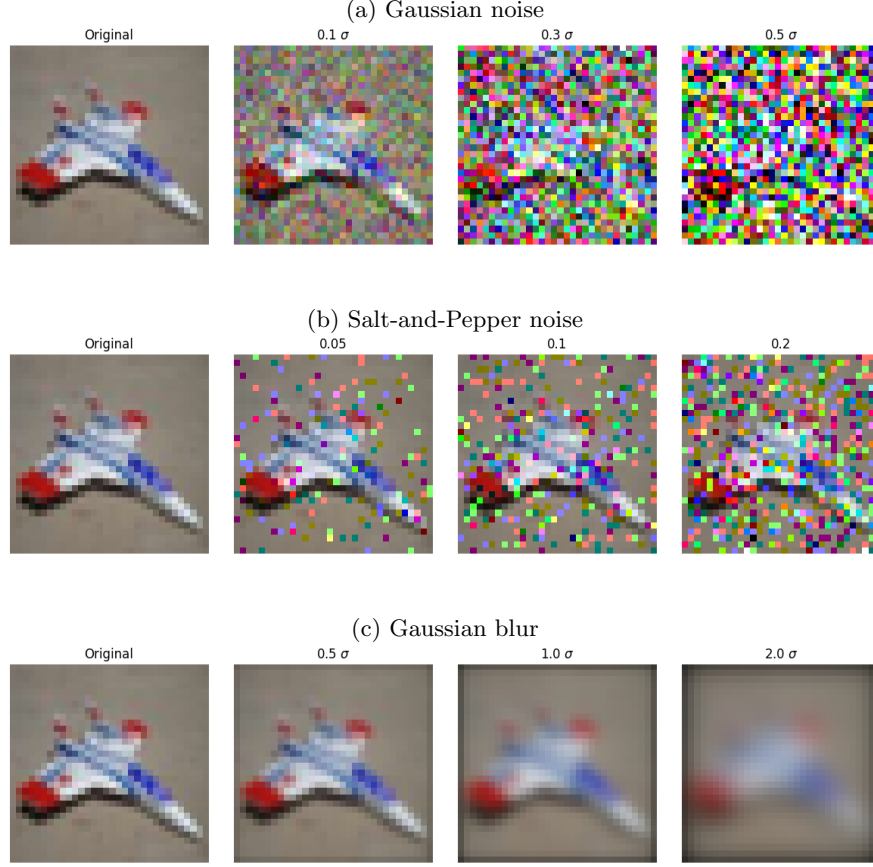 (a) Gaussian noise
Original 0.1 σ 0.3 σ 0.5 σ
(b) Salt-and-Pepper noise
Original 0.05 0.1 0.2
(c) Gaussian blur
Original 0.5 σ 1.0 σ 2.0 σ